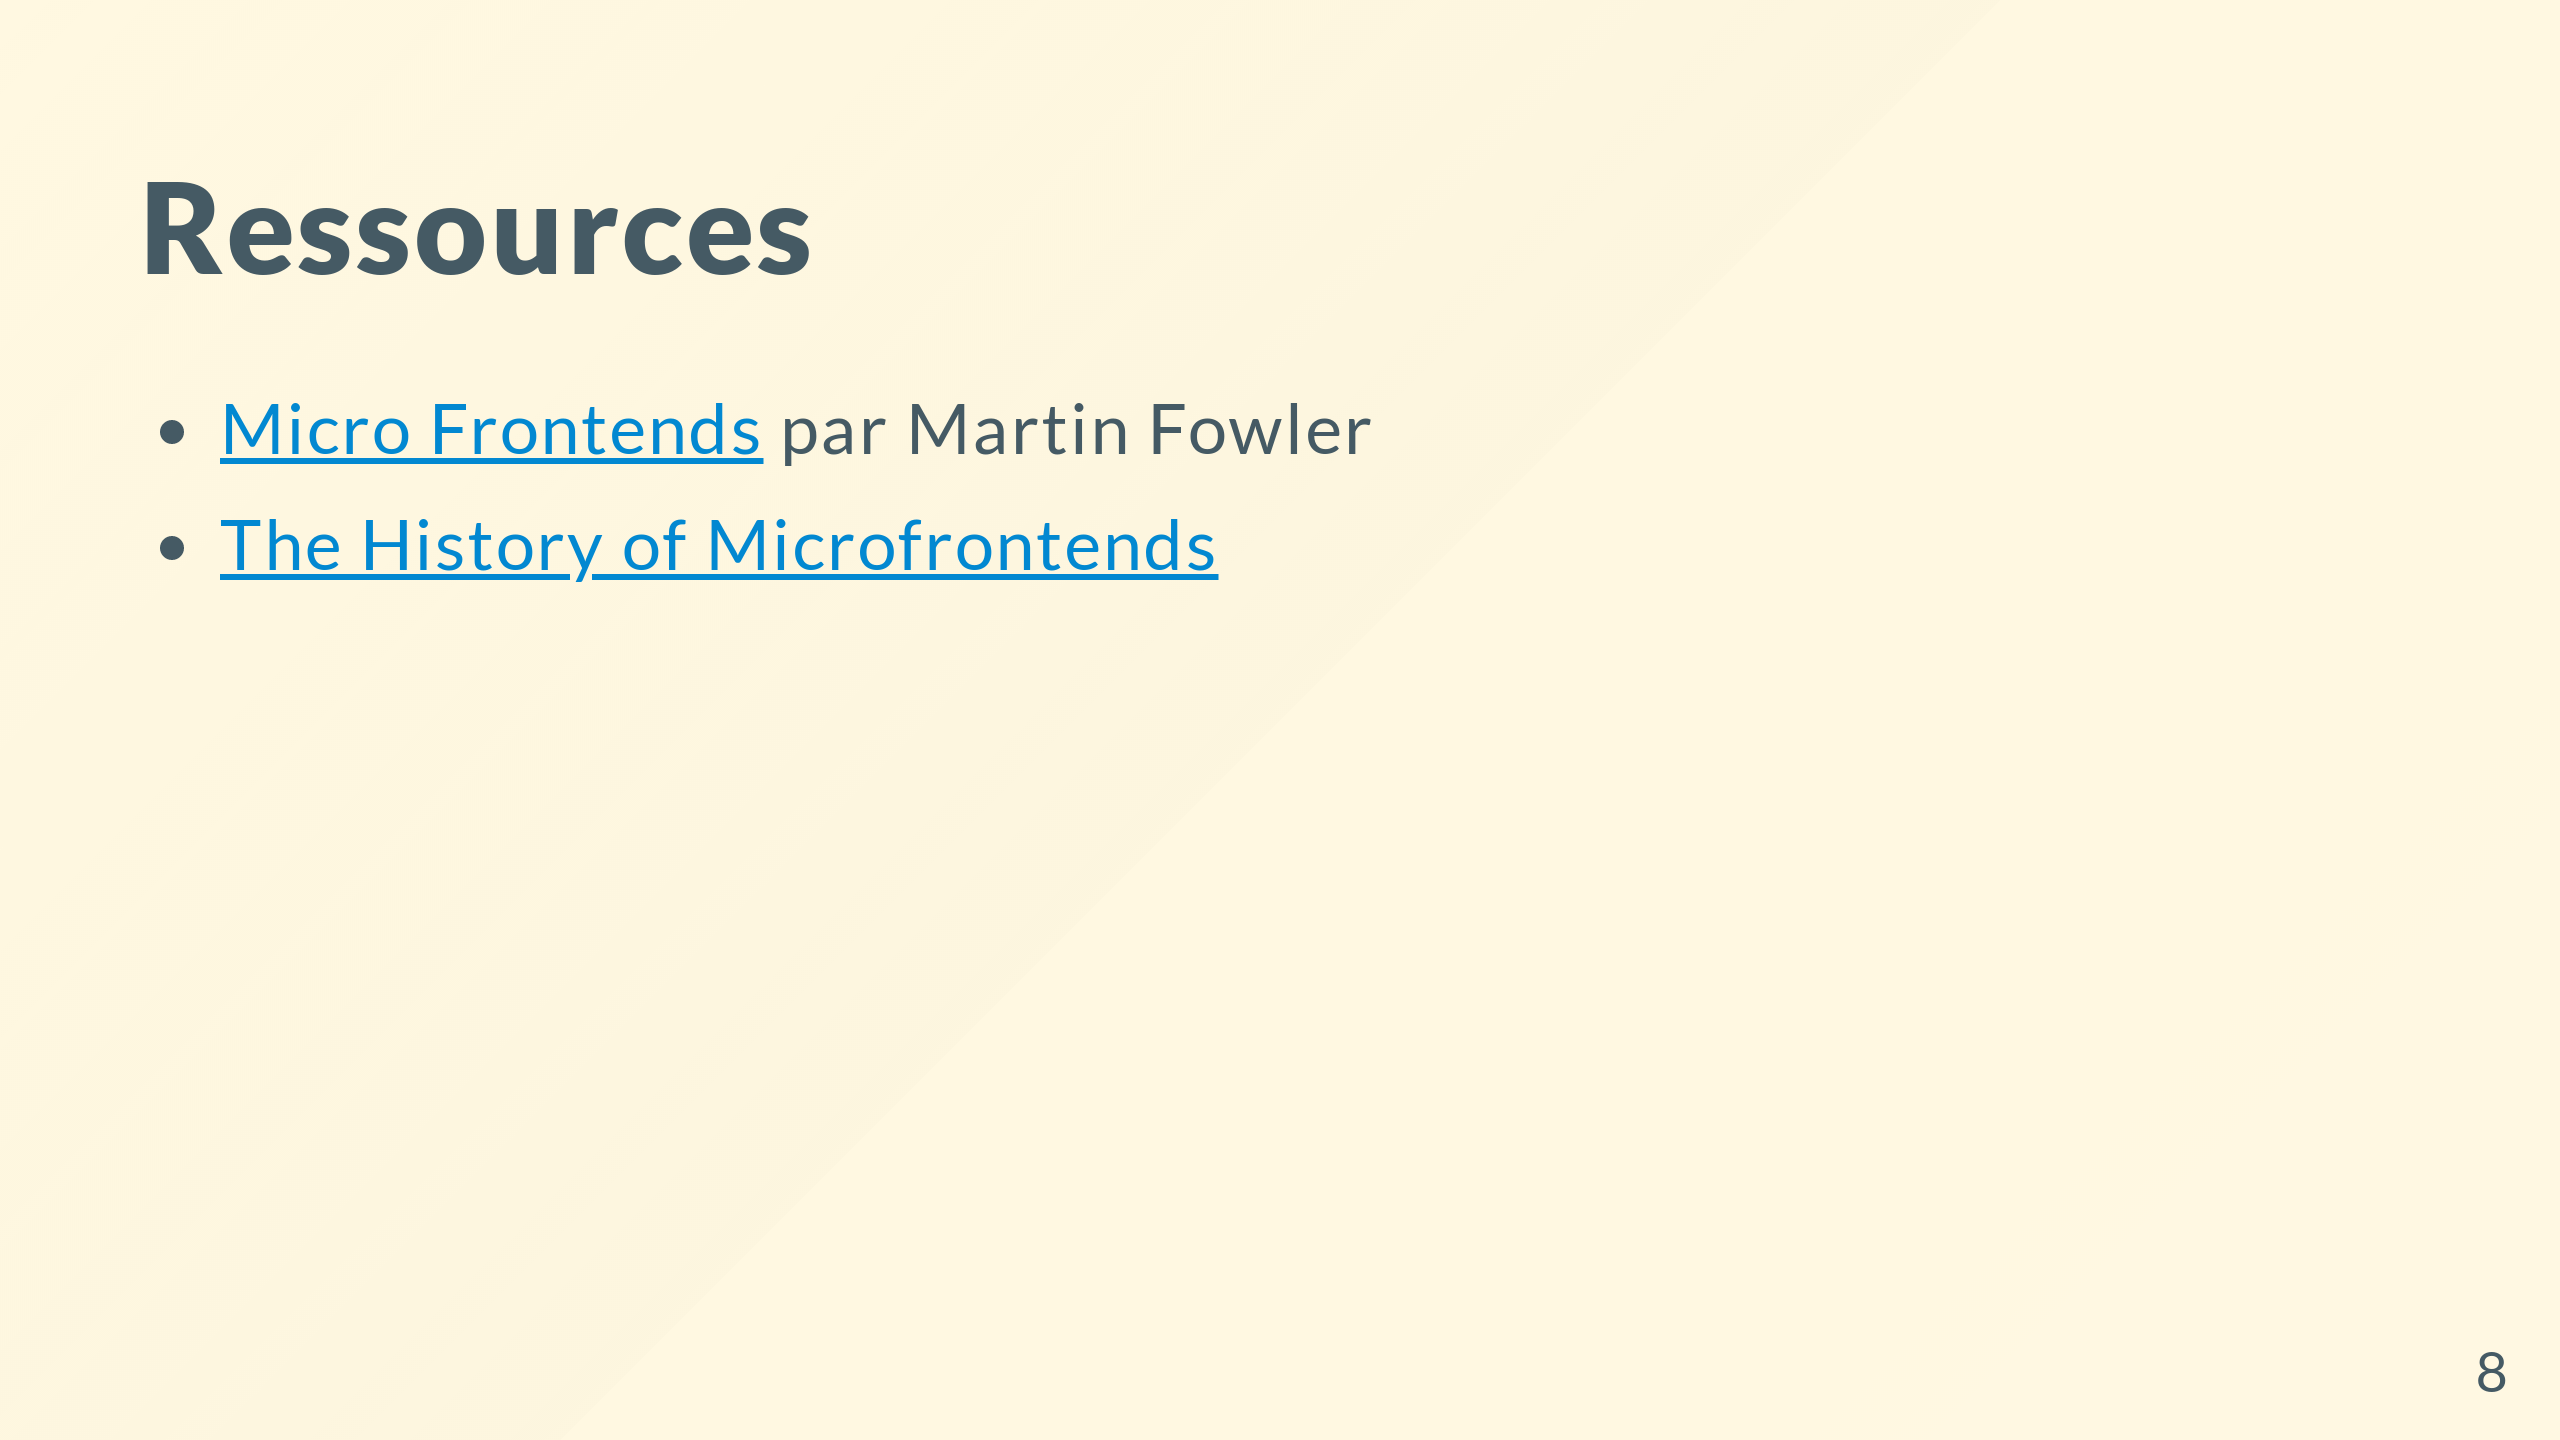 Ressources
• Micro Frontends par Martin Fowler
• The History of Microfrontends
8